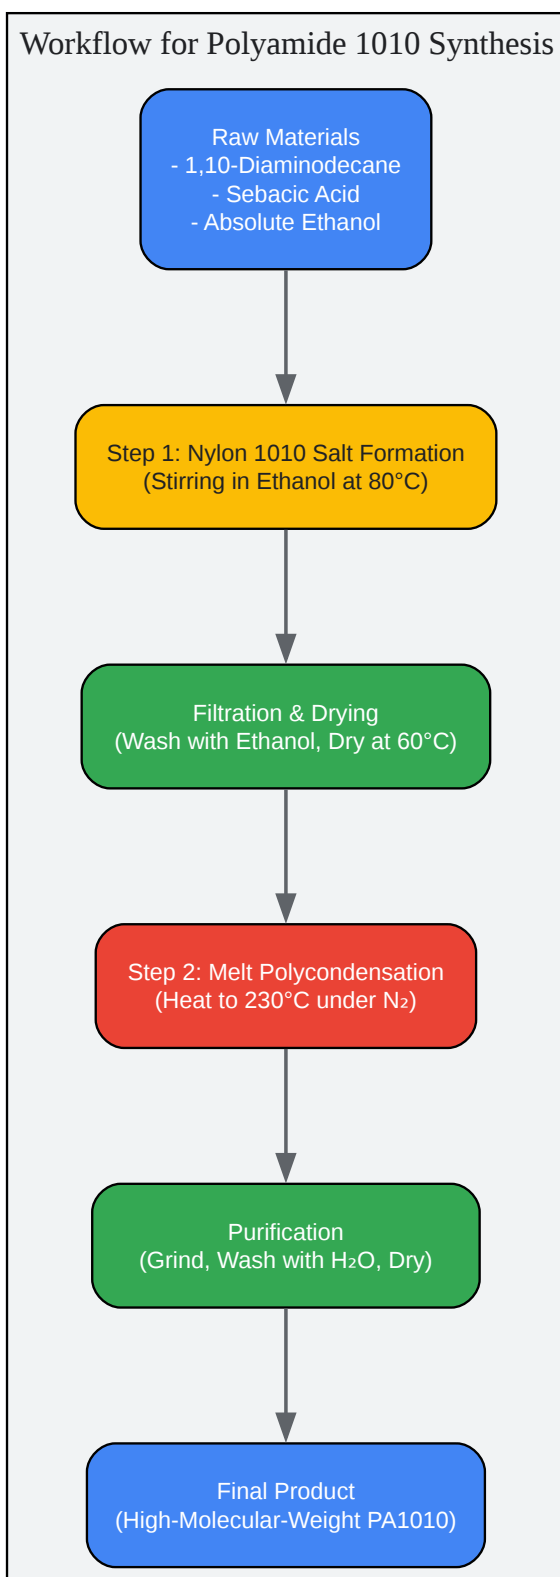 Workflow for Polyamide 1010 Synthesis
Raw Materials
- 1,10-Diaminodecane
- Sebacic Acid
- Absolute Ethanol
Step 1: Nylon 1010 Salt Formation
(Stirring in Ethanol at 80°C)
Filtration & Drying
(Wash with Ethanol, Dry at 60°C)
Step 2: Melt Polycondensation
(Heat to 230°C under N₂)
Purification
(Grind, Wash with H₂O, Dry)
Final Product
(High-Molecular-Weight PA1010)